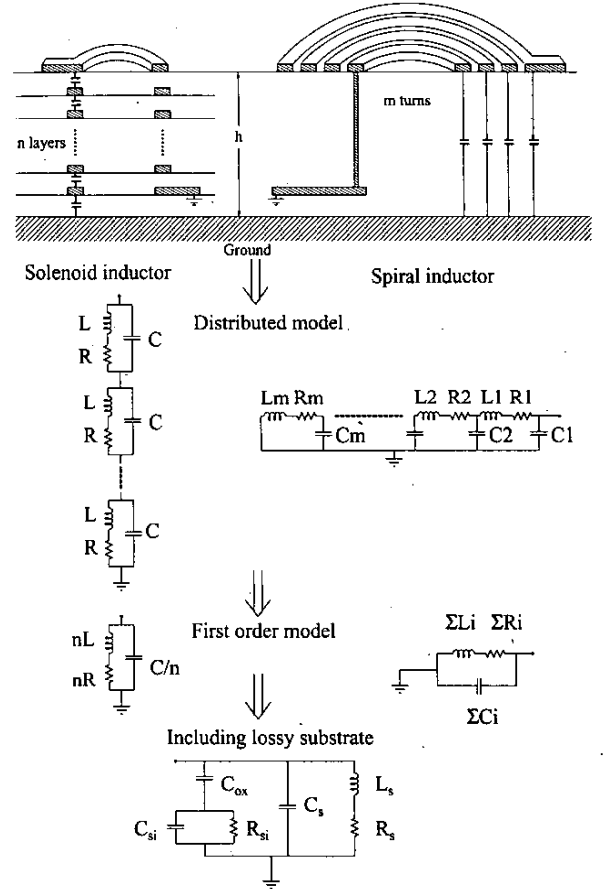 m turns
n layers
h
Ground
Solenoid inductor
Spiral inductor
L
R
C
Distributed model
L
R
C
Lm Rm
L2 R2 L1 R1
Cm
C2
C1
L
R
C
nL
nR
C/n
First order model
ΣLi ΣRi
ΣCi
Including lossy substrate
Cox
Csi
Rsi
Cs
Ls
Rs